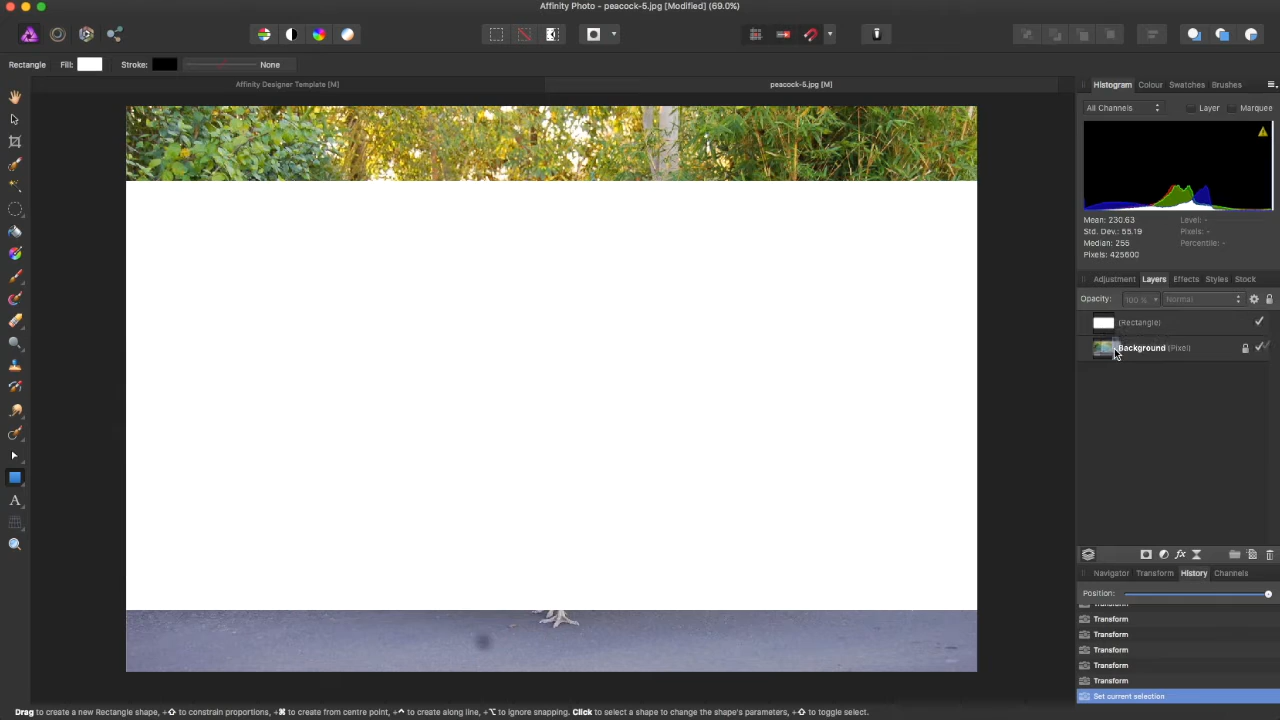 Affinity Photo - peacock-5.jpg [Modified] (69.0%)
Rectangle Fill: Stroke: None
Affinity Designer Template [M] peacock-5.jpg [M]
Histogram Colour Swatches Brushes
All Channels Layer Marquee
Mean: 230.63 Level: -
Std. Dev.: 55.19 Pixels: -
Median: 255 Percentile: -
Pixels: 425600
Adjustment Layers Effects Styles Stock
Opacity: 100 % Normal
(Rectangle)
Background (Pixel)
Navigator Transform History Channels
Position:
Transform
Transform
Transform
Transform
Transform
Transform
Set current selection
Drag to create a new Rectangle shape, +⇧ to constrain proportions, +⌘ to create from centre point, +^ to create along line, +⌥ to ignore snapping. Click to select a shape to change the shape's parameters, +⇧ to toggle select.
A